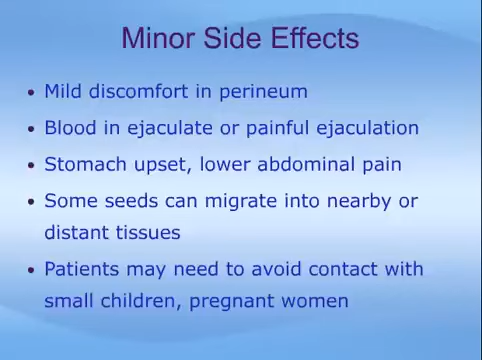 Minor Side Effects
• Mild discomfort in perineum
• Blood in ejaculate or painful ejaculation
• Stomach upset, lower abdominal pain
• Some seeds can migrate into nearby or
distant tissues
• Patients may need to avoid contact with
small children, pregnant women